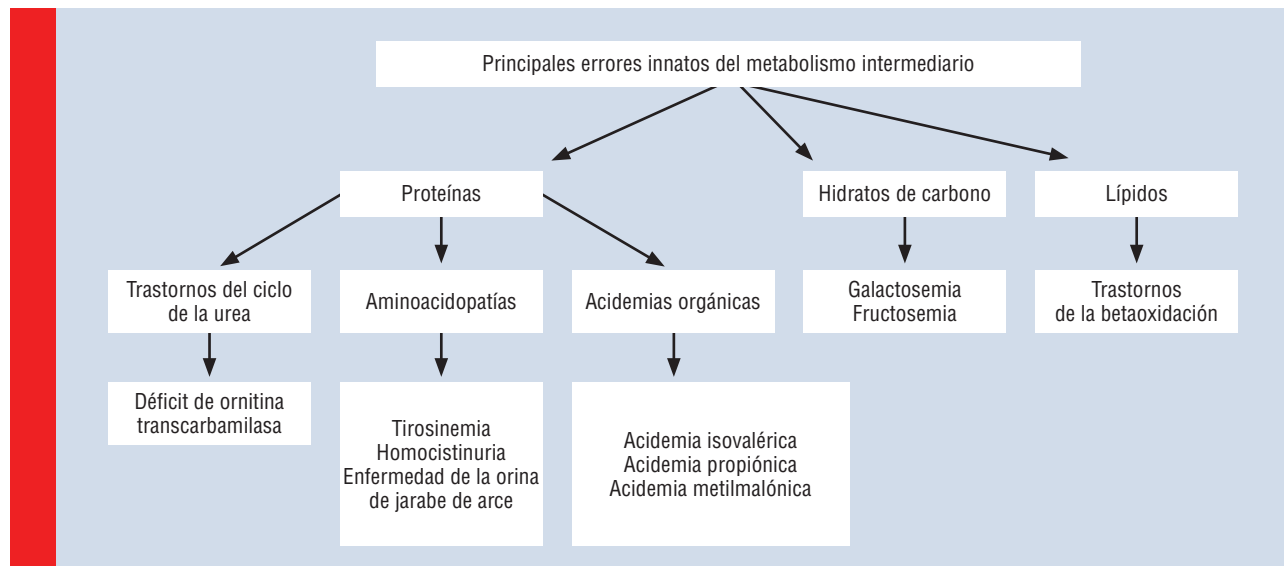 Principales errores innatos del metabolismo intermediario
Proteínas
Hidratos de carbono
Lípidos
Trastornos del ciclo
de la urea
Aminoacidopatías
Acidemias orgánicas
Galactosemia
Fructosemia
Trastornos
de la betaoxidación
Déficit de ornitina
transcarbamilasa
Tirosinemia
Homocistinuria
Enfermedad de la orina
de jarabe de arce
Acidemia isovalérica
Acidemia propiónica
Acidemia metilmalónica